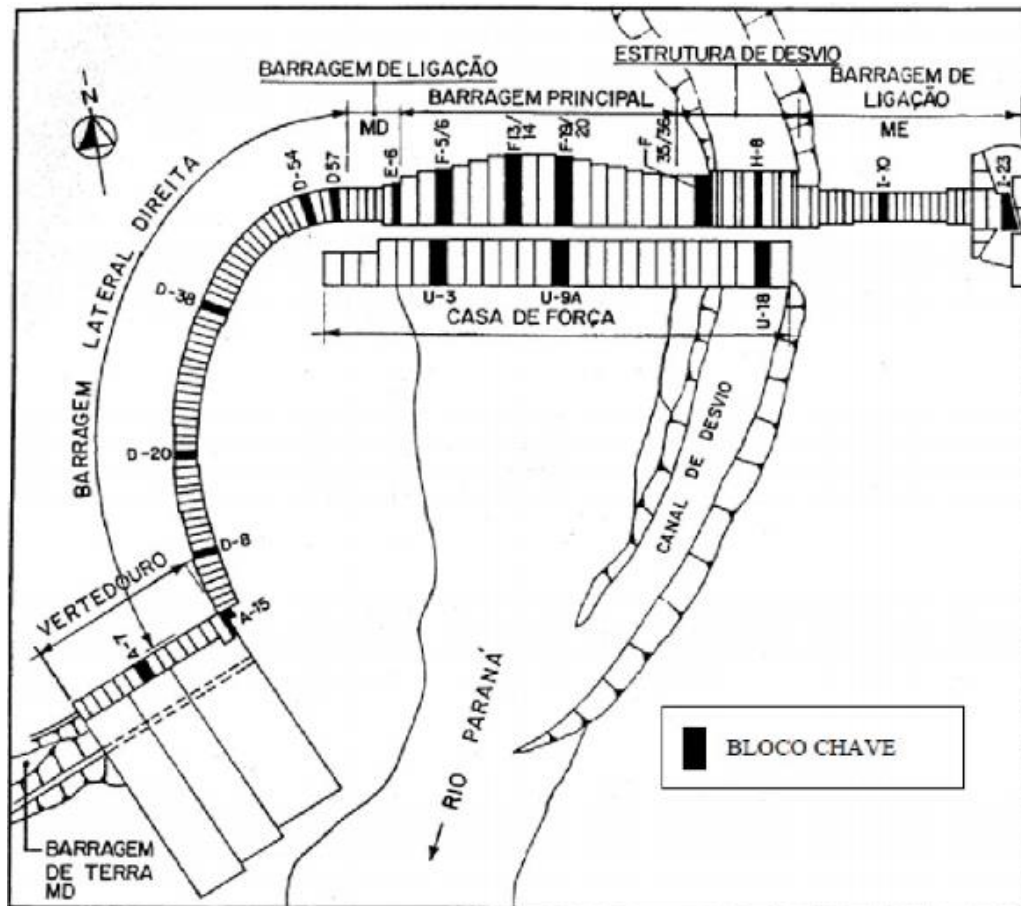 ESTRUTURA DE DESVIO
BARRAGEM DE LIGAÇÃO
BARRAGEM DE
LIGAÇÃO
BARRAGEM PRINCIPAL
MD
ME
N
D-54
D57
E-6
F-5/6
F13/
14
F-19/
20
F
35/36
H-8
I-10
I-23
BARRAGEM LATERAL DIREITA
D-38
U-3
U-9A
U-18
CASA DE FORÇA
D-20
CANAL DE DESVIO
D-8
VERTEDOURO
A-15
A-7
RIO PARANÁ
BLOCO CHAVE
BARRAGEM
DE TERRA
MD